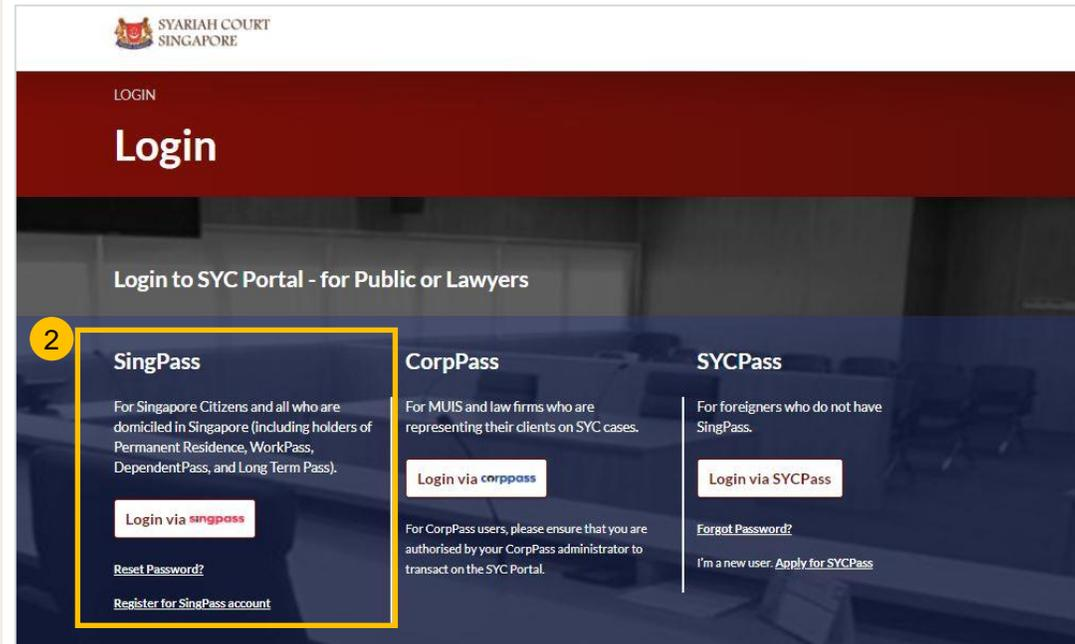 SYARIAH COURT
SINGAPORE
LOGIN
Login
Login to SYC Portal - for Public or Lawyers
2
SingPass
For Singapore Citizens and all who are
domiciled in Singapore (including holders of
Permanent Residence, WorkPass,
DependentPass, and Long Term Pass).
Login via singpass
Reset Password?
Register for SingPass account
CorpPass
For MUIS and law firms who are
representing their clients on SYC cases.
Login via corppass
For CorpPass users, please ensure that you are
authorised by your CorpPass administrator to
transact on the SYC Portal.
SYCPass
For foreigners who do not have
SingPass.
Login via SYCPass
Forgot Password?
I'm a new user. Apply for SYCPass